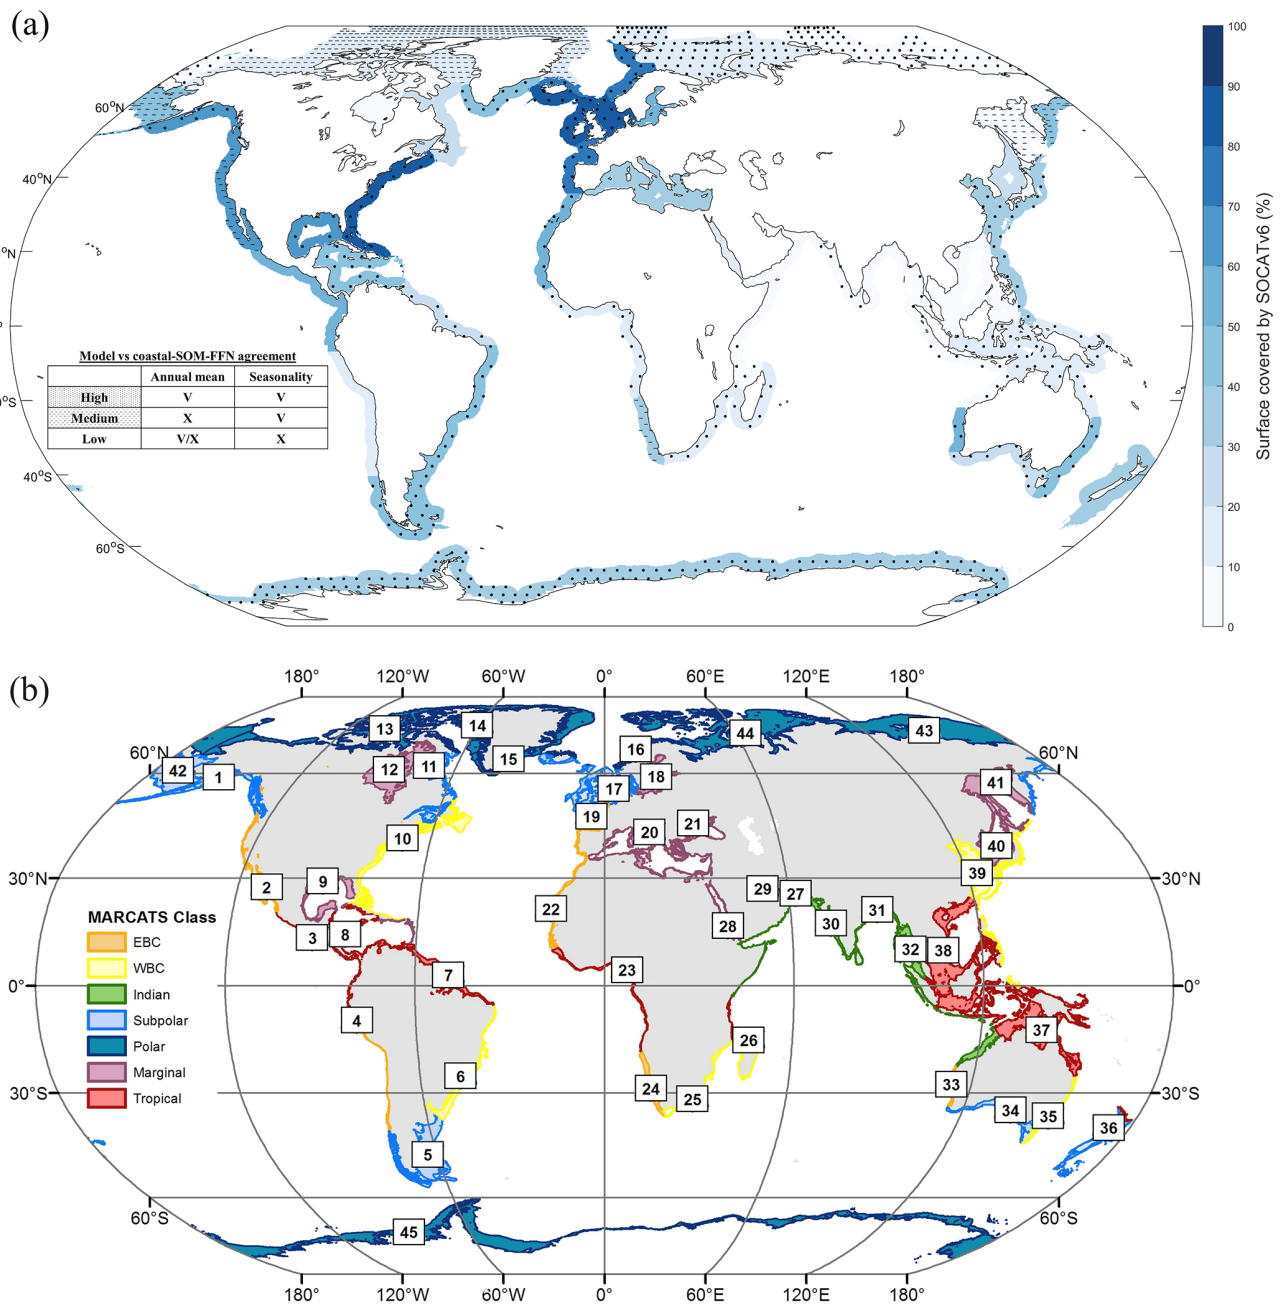 (a)
60°N
40°N
°N
°S
40°S
60°S
Model vs coastal-SOM-FFN agreement
Annual mean Seasonality
High V V
Medium X V
Low V/X X
100
90
80
70
60
50
40
30
20
10
0
Surface covered by SOCATv6 (%)
(b)
180° 120°W 60°W 0° 60°E 120°E 180°
60°N 60°N
30°N 30°N
0° 0°
30°S 30°S
60°S 60°S
13 14 15 16 44 43
42 1 12 11 17 18 41
19 20 21 10 40
2 9 22 29 27 39
3 8 28 30 31
7 23 32 38
4 26 37
6 24 25 33 34 35 36
5
45
MARCATS Class
EBC
WBC
Indian
Subpolar
Polar
Marginal
Tropical
180° 120°W 60°W 0° 60°E 120°E 180°